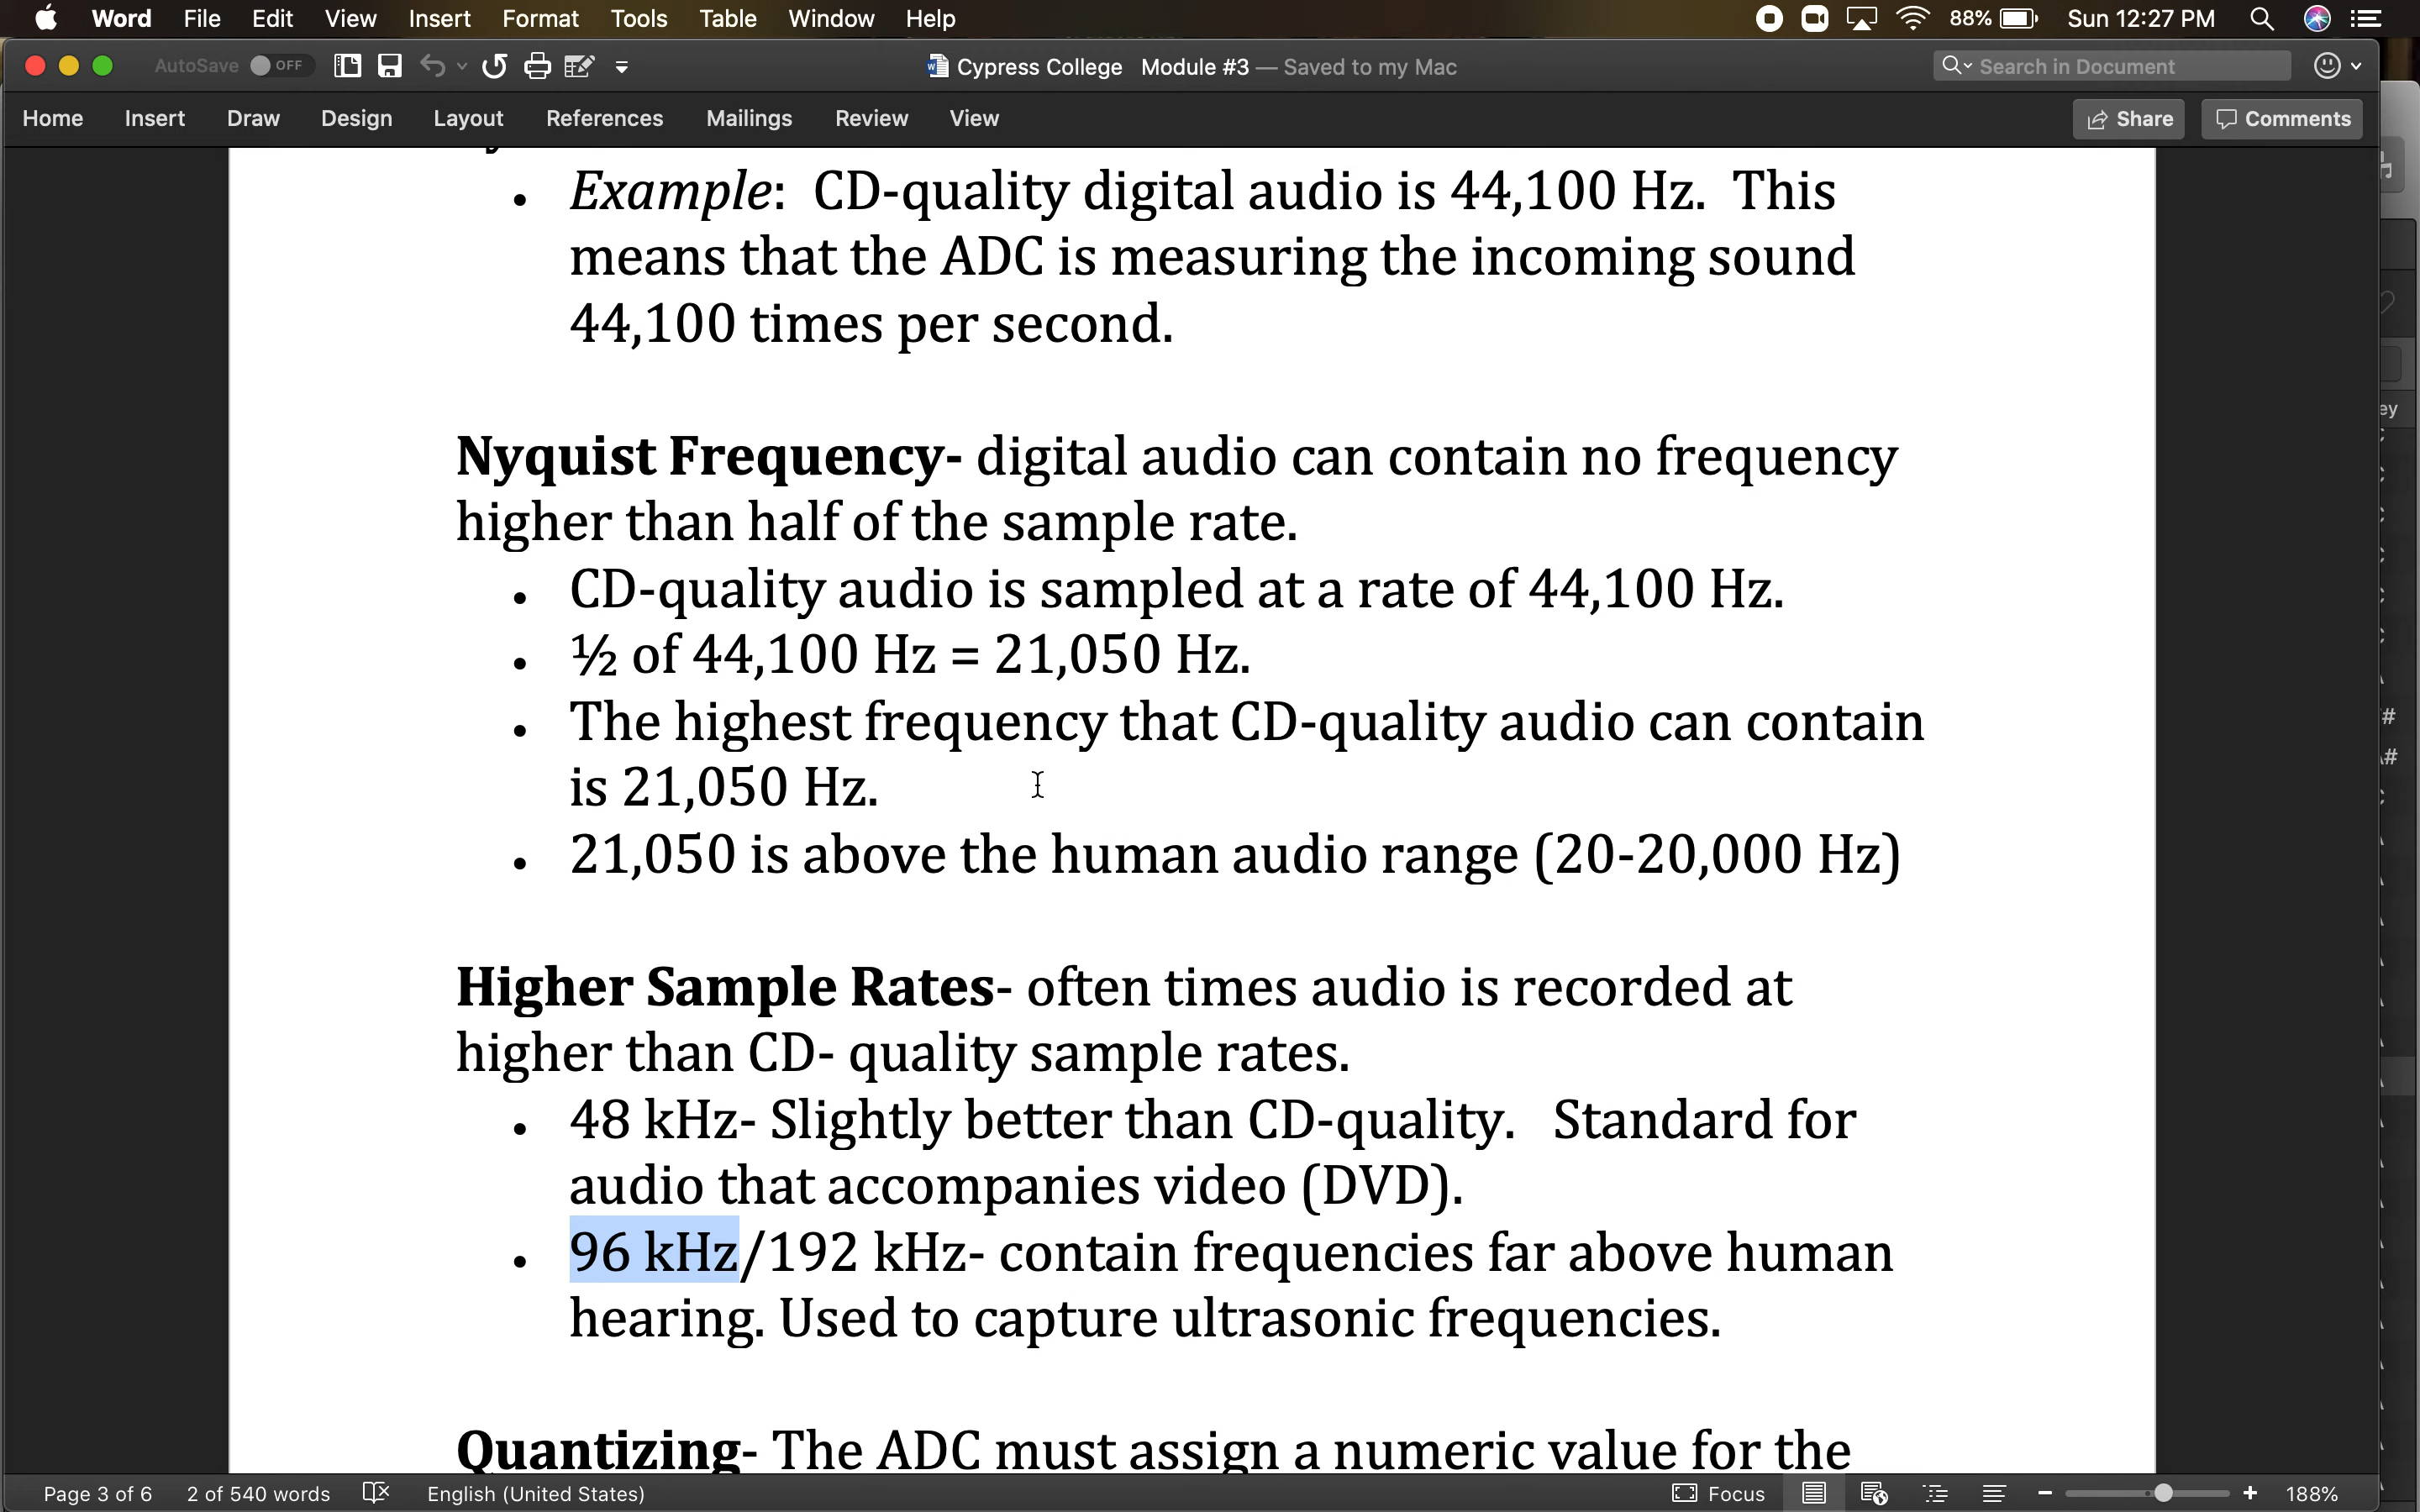 Word File Edit View Insert Format Tools Table Window Help 88% Sun 12:27 PM
AutoSave OFF Cypress College Module #3 — Saved to my Mac Search in Document
Home Insert Draw Design Layout References Mailings Review View Share Comments
• Example: CD-quality digital audio is 44,100 Hz. This
means that the ADC is measuring the incoming sound
44,100 times per second.
Nyquist Frequency- digital audio can contain no frequency
higher than half of the sample rate.
• CD-quality audio is sampled at a rate of 44,100 Hz.
• ½ of 44,100 Hz = 21,050 Hz.
• The highest frequency that CD-quality audio can contain
is 21,050 Hz.
• 21,050 is above the human audio range (20-20,000 Hz)
Higher Sample Rates- often times audio is recorded at
higher than CD- quality sample rates.
• 48 kHz- Slightly better than CD-quality. Standard for
audio that accompanies video (DVD).
• 96 kHz/192 kHz- contain frequencies far above human
hearing. Used to capture ultrasonic frequencies.
Quantizing- The ADC must assign a numeric value for the
Page 3 of 6 2 of 540 words English (United States) Focus 188%